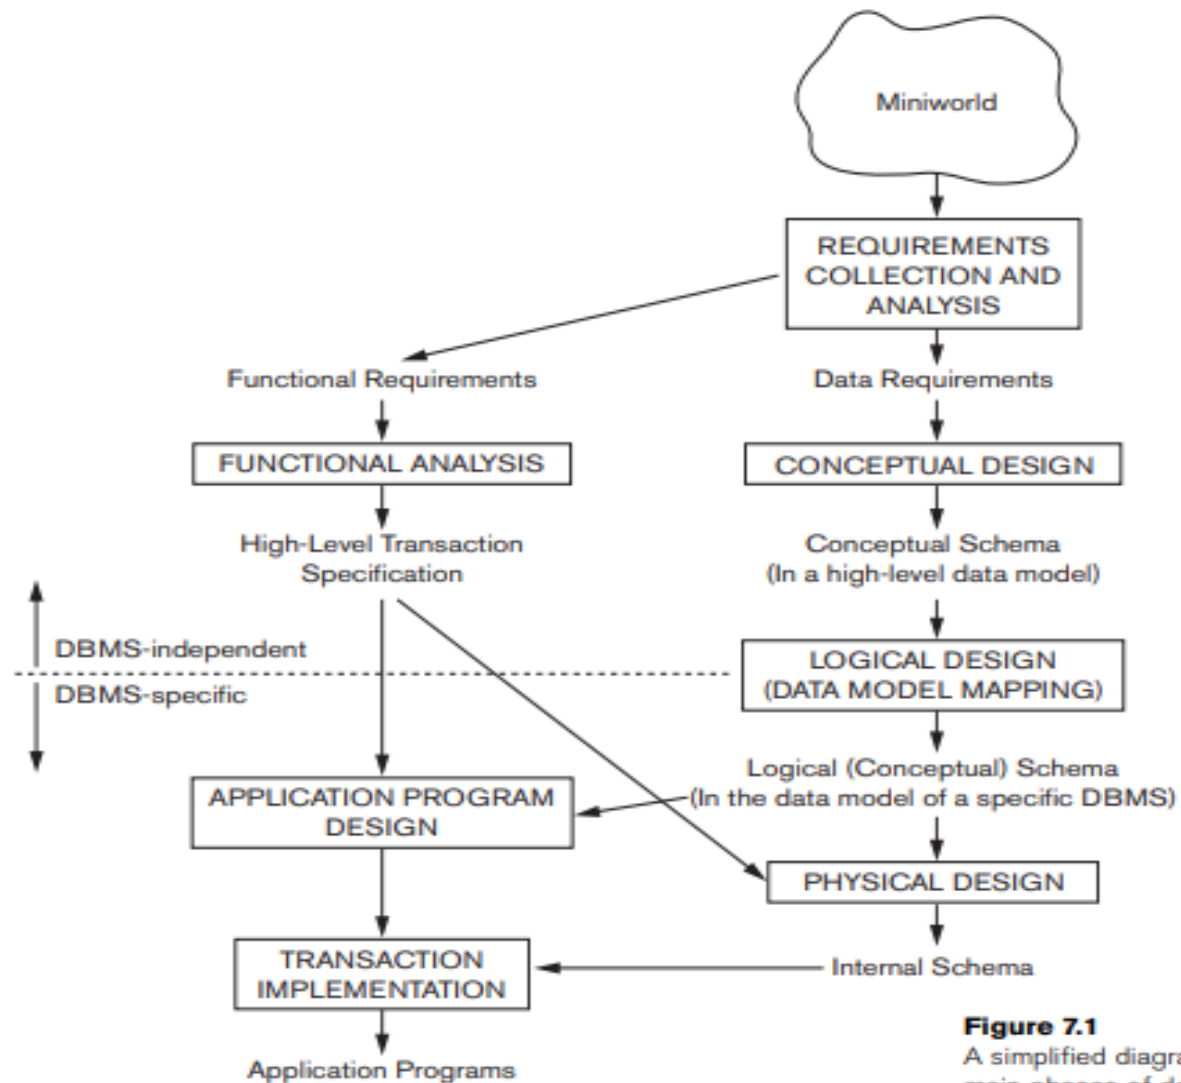 Miniworld
REQUIREMENTS
COLLECTION AND
ANALYSIS
Functional Requirements
Data Requirements
FUNCTIONAL ANALYSIS
CONCEPTUAL DESIGN
High-Level Transaction
Specification
Conceptual Schema
(In a high-level data model)
DBMS-independent
DBMS-specific
LOGICAL DESIGN
(DATA MODEL MAPPING)
Logical (Conceptual) Schema
(In the data model of a specific DBMS)
APPLICATION PROGRAM
DESIGN
PHYSICAL DESIGN
TRANSACTION
IMPLEMENTATION
Internal Schema
Application Programs
Figure 7.1
A simplified